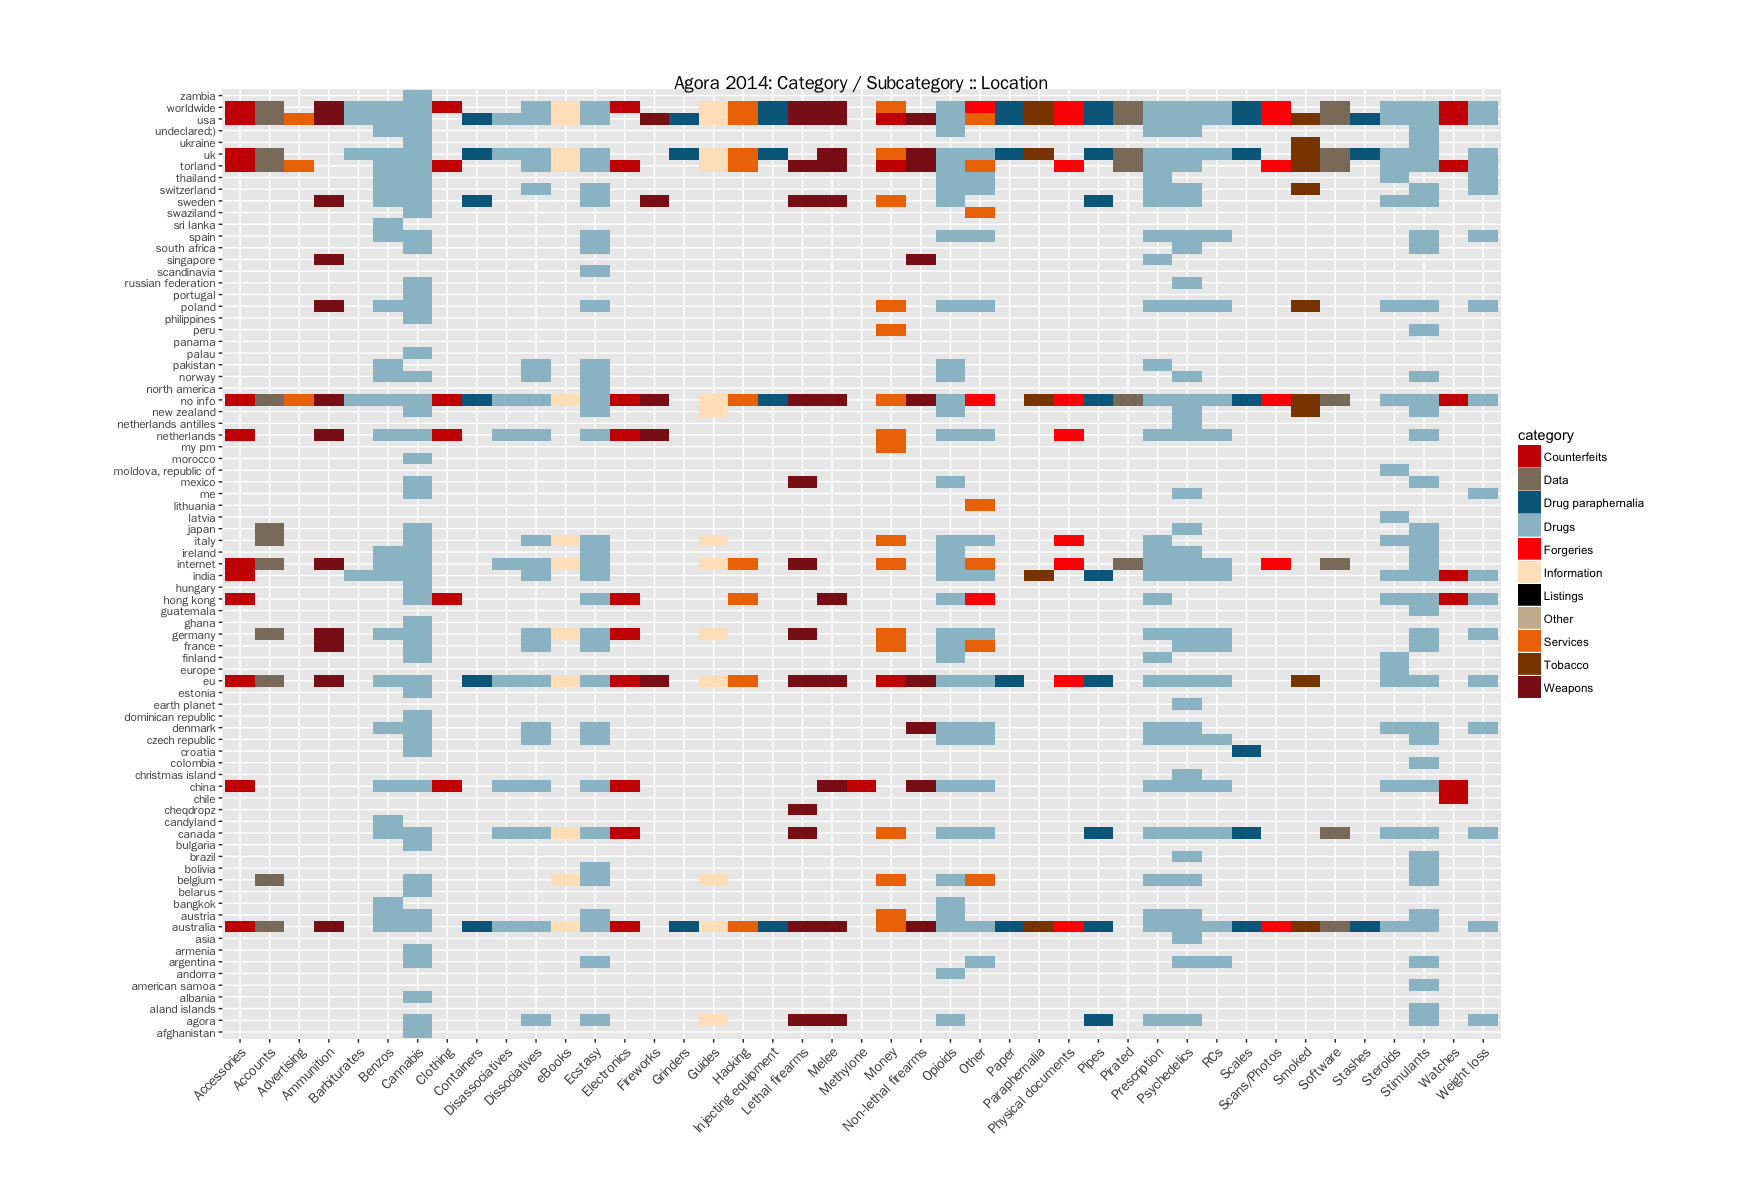 Agora 2014: Category / Subcategory :: Location
zambia
worldwide
usa
undeclared;)
ukraine
uk
torland
thailand
switzerland
sweden
swaziland
sri lanka
spain
south africa
singapore
scandinavia
russian federation
portugal
poland
philippines
peru
panama
palau
pakistan
norway
north america
no info
new zealand
netherlands antilles
netherlands
my pm
morocco
moldova, republic of
mexico
me
lithuania
latvia
japan
italy
ireland
internet
india
hungary
hong kong
guatemala
ghana
germany
france
finland
europe
eu
estonia
earth planet
dominican republic
denmark
czech republic
croatia
colombia
christmas island
china
chile
cheqdropz
candyland
canada
bulgaria
brazil
bolivia
belgium
belarus
bangkok
austria
australia
asia
armenia
argentina
andorra
american samoa
albania
aland islands
agora
afghanistan
Accessories
Accounts
Advertising
Ammunition
Barbiturates
Benzos
Cannabis
Clothing
Containers
Disassociatives
Dissociatives
eBooks
Ecstasy
Electronics
Fireworks
Grinders
Guides
Hacking
Injecting equipment
Lethal firearms
Melee
Methylone
Money
Non-lethal firearms
Opioids
Other
Paper
Paraphernalia
Physical documents
Pipes
Pirated
Prescription
Psychedelics
RCs
Scales
Scans/Photos
Smoked
Software
Stashes
Steroids
Stimulants
Watches
Weight loss
category
Counterfeits
Data
Drug paraphernalia
Drugs
Forgeries
Information
Listings
Other
Services
Tobacco
Weapons